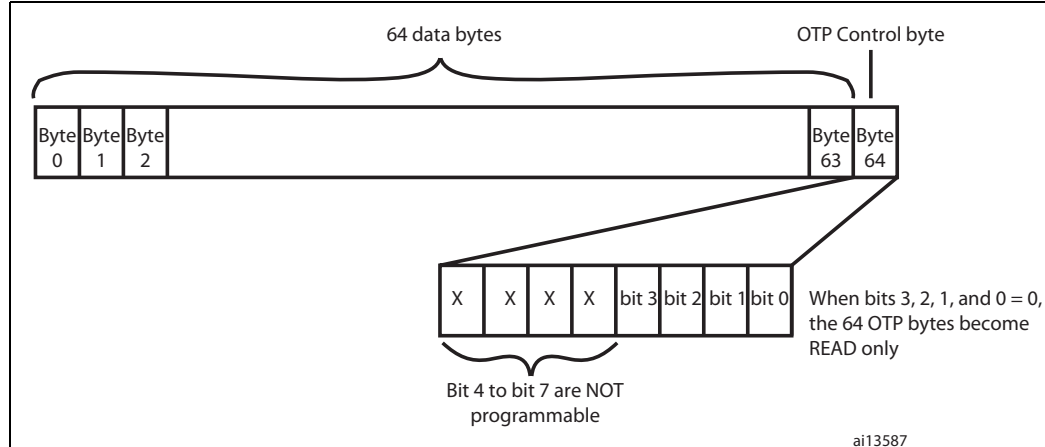 64 data bytes
OTP Control byte
Byte 0
Byte 1
Byte 2
Byte 63
Byte 64
X
X
X
X
bit 3
bit 2
bit 1
bit 0
When bits 3, 2, 1, and 0 = 0,
the 64 OTP bytes become
READ only
Bit 4 to bit 7 are NOT
programmable
ai13587